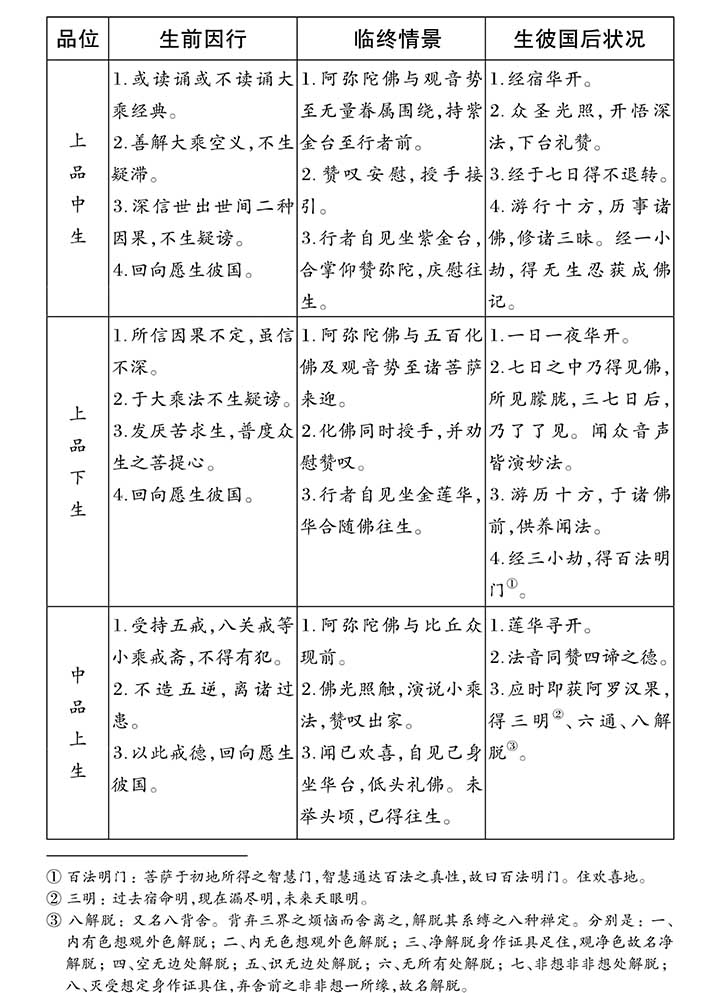 品位 生前因行 临终情景 生彼国后状况
上品中生
1.或读诵或不读诵大
乘经典。
2.善解大乘空义,不生
疑滞。
3.深信世出世间二种
因果,不生疑谤。
4.回向愿生彼国。
1.阿弥陀佛与观音势
至无量眷属围绕,持紫
金台至行者前。
2.赞叹安慰,授手接
引。
3.行者自见坐紫金台,
合掌仰赞弥陀,庆慰往
生。
1.经宿华开。
2.众圣光照,开悟深
法,下台礼赞。
3.经于七日得不退转。
4.游行十方,历事诸
佛,修诸三昧。经一小
劫,得无生忍获成佛
记。
上品下生
1.所信因果不定,虽信
不深。
2.于大乘法不生疑谤。
3.发厌苦求生,普度众
生之菩提心。
4.回向愿生彼国。
1.阿弥陀佛与五百化
佛及观音势至诸菩萨
来迎。
2.化佛同时授手,并劝
慰赞叹。
3.行者自见坐金莲华,
华合随佛往生。
1.一日一夜华开。
2.七日之中乃得见佛,
所见朦胧,三七日后,
乃了了见。闻众音声
皆演妙法。
3.游历十方,于诸佛
前,供养闻法。
4.经三小劫,得百法明
门①。
中品上生
1.受持五戒,八关戒等
小乘戒斋,不得有犯。
2.不造五逆,离诸过
患。
3.以此戒德,回向愿生
彼国。
1.阿弥陀佛与比丘众
现前。
2.佛光照触,演说小乘
法,赞叹出家。
3.闻已欢喜,自见己身
坐华台,低头礼佛。未
举头顷,已得往生。
1.莲华寻开。
2.法音同赞四谛之德。
3.应时即获阿罗汉果,
得三明②、六通、八解
脱③。
① 百法明门:菩萨于初地所得之智慧门,智慧通达百法之真性,故曰百法明门。住欢喜地。
② 三明:过去宿命明,现在漏尽明,未来天眼明。
③ 八解脱:又名八背舍。背弃三界之烦恼而舍离之,解脱其系缚之八种禅定。分别是:一、
内有色想观外色解脱;二、内无色想观外色解脱;三、净解脱身作证具足住,观净色故名净
解脱;四、空无边处解脱;五、识无边处解脱;六、无所有处解脱;七、非想非非想处解脱;
八、灭受想定身作证具住,弃舍前之非非想一所缘,故名解脱。